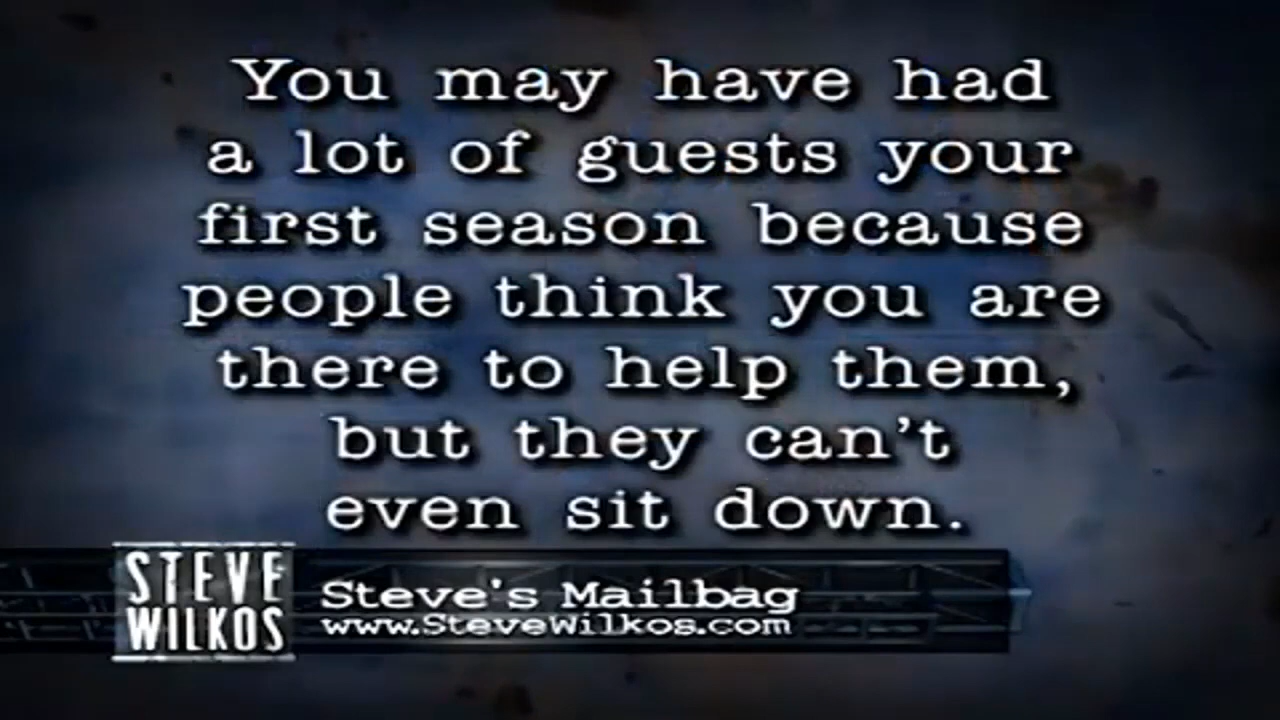 You may have had
a lot of guests your
first season because
people think you are
there to help them,
but they can't
even sit down.
STEVE
WILKOS
Steve's Mailbag
www.SteveWilkos.com